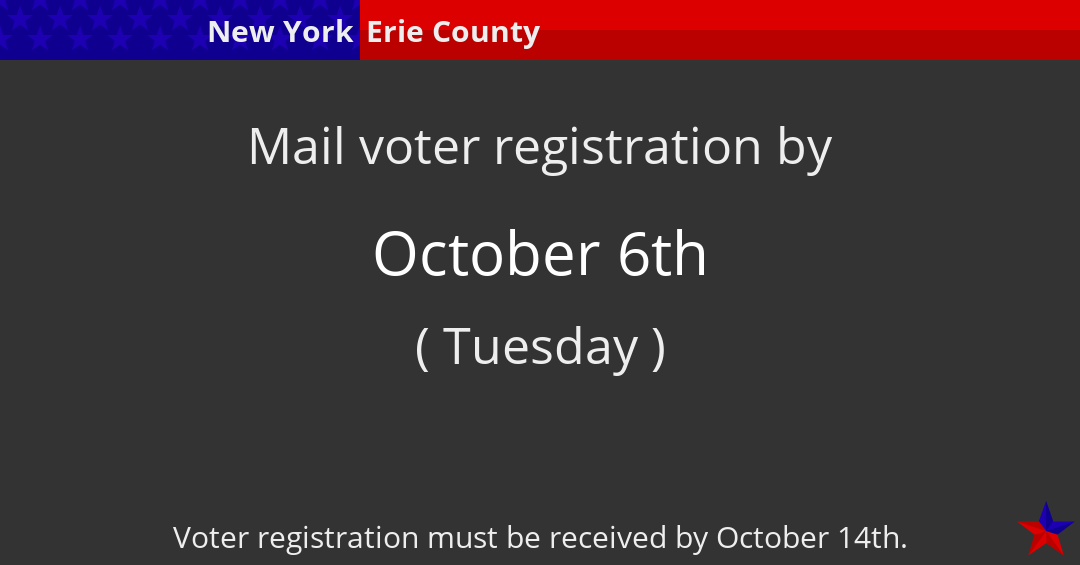 New York Erie County
Mail voter registration by
October 6th
( Tuesday )
Voter registration must be received by October 14th.